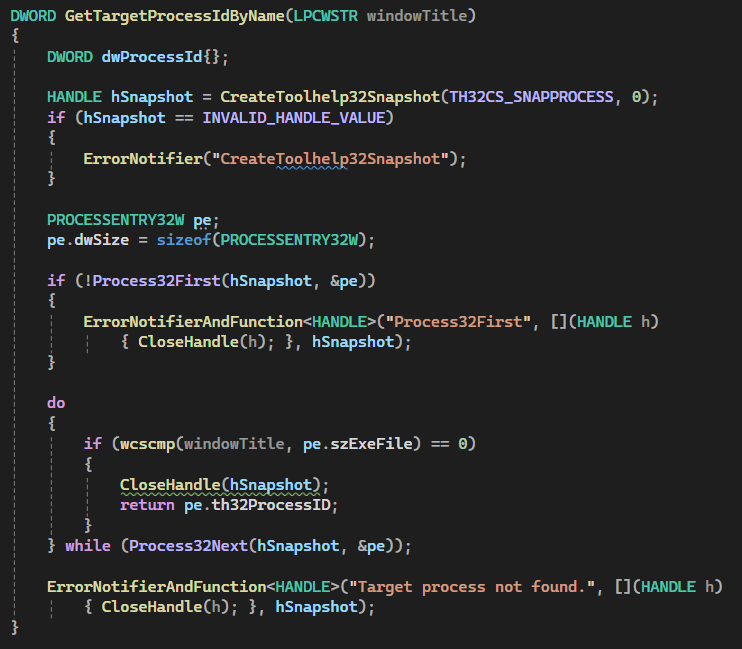 DWORD GetTargetProcessIdByName(LPCWSTR windowTitle)
{
    DWORD dwProcessId{};

    HANDLE hSnapshot = CreateToolhelp32Snapshot(TH32CS_SNAPPROCESS, 0);
    if (hSnapshot == INVALID_HANDLE_VALUE)
    {
        ErrorNotifier("CreateToolhelp32Snapshot");
    }

    PROCESSENTRY32W pe;
    pe.dwSize = sizeof(PROCESSENTRY32W);

    if (!Process32First(hSnapshot, &pe))
    {
        ErrorNotifierAndFunction<HANDLE>("Process32First", [](HANDLE h)
            { CloseHandle(h); }, hSnapshot);
    }

    do
    {
        if (wcscmp(windowTitle, pe.szExeFile) == 0)
        {
            CloseHandle(hSnapshot);
            return pe.th32ProcessID;
        }
    } while (Process32Next(hSnapshot, &pe));

    ErrorNotifierAndFunction<HANDLE>("Target process not found.", [](HANDLE h)
        { CloseHandle(h); }, hSnapshot);
}